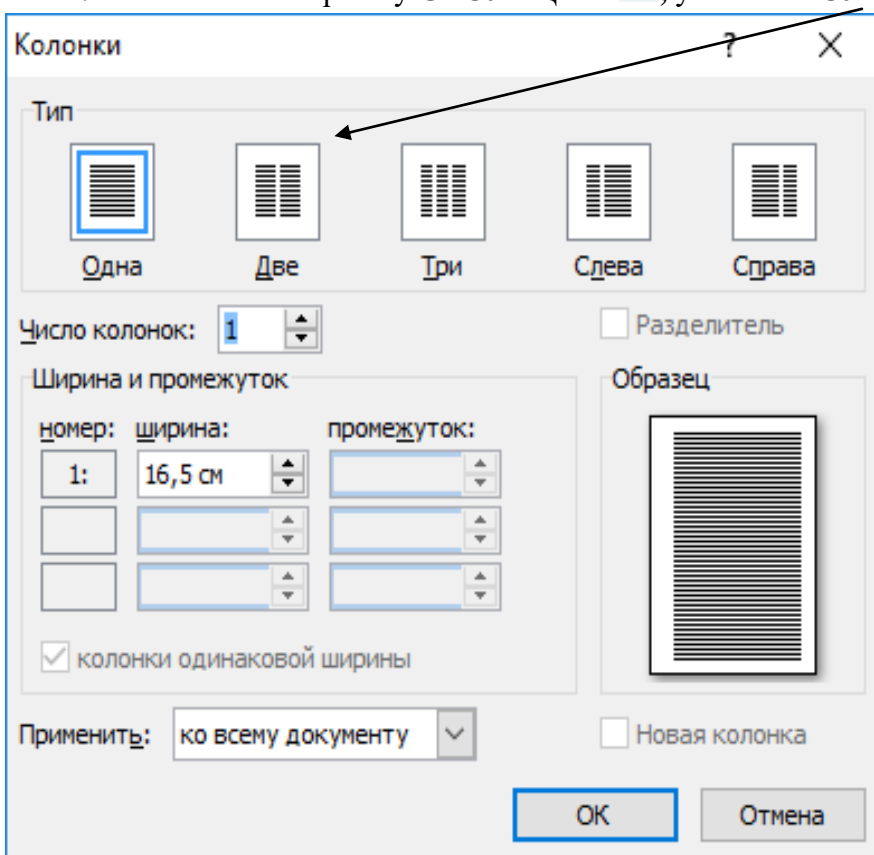 Колонки ? X
Тип
Одна Две Три Слева Справа
Число колонок: 1 Разделитель
Ширина и промежуток Образец
номер: ширина: промежуток:
1: 16,5 см
колонки одинаковой ширины
Применить: ко всему документу Новая колонка
ОК Отмена